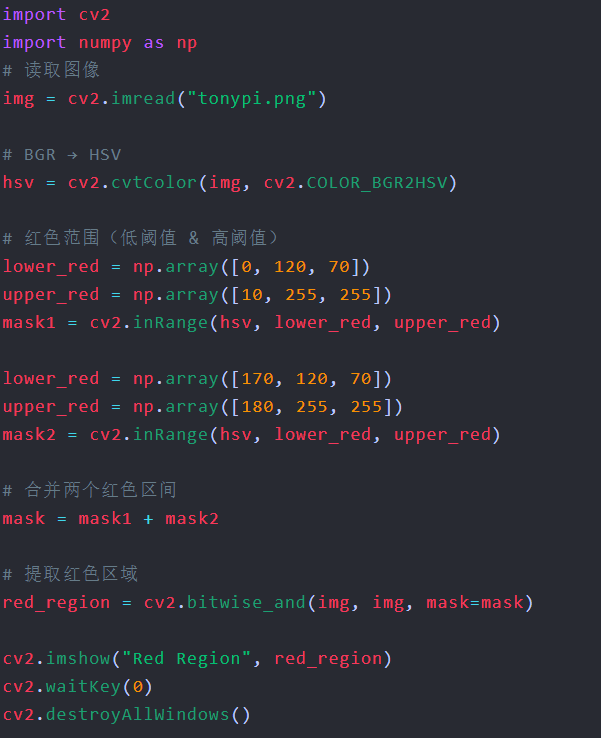 import cv2
import numpy as np
# 读取图像
img = cv2.imread("tonypi.png")
# BGR → HSV
hsv = cv2.cvtColor(img, cv2.COLOR_BGR2HSV)
# 红色范围（低阈值 & 高阈值）
lower_red = np.array([0, 120, 70])
upper_red = np.array([10, 255, 255])
mask1 = cv2.inRange(hsv, lower_red, upper_red)
lower_red = np.array([170, 120, 70])
upper_red = np.array([180, 255, 255])
mask2 = cv2.inRange(hsv, lower_red, upper_red)
# 合并两个红色区间
mask = mask1 + mask2
# 提取红色区域
red_region = cv2.bitwise_and(img, img, mask=mask)
cv2.imshow("Red Region", red_region)
cv2.waitKey(0)
cv2.destroyAllWindows()